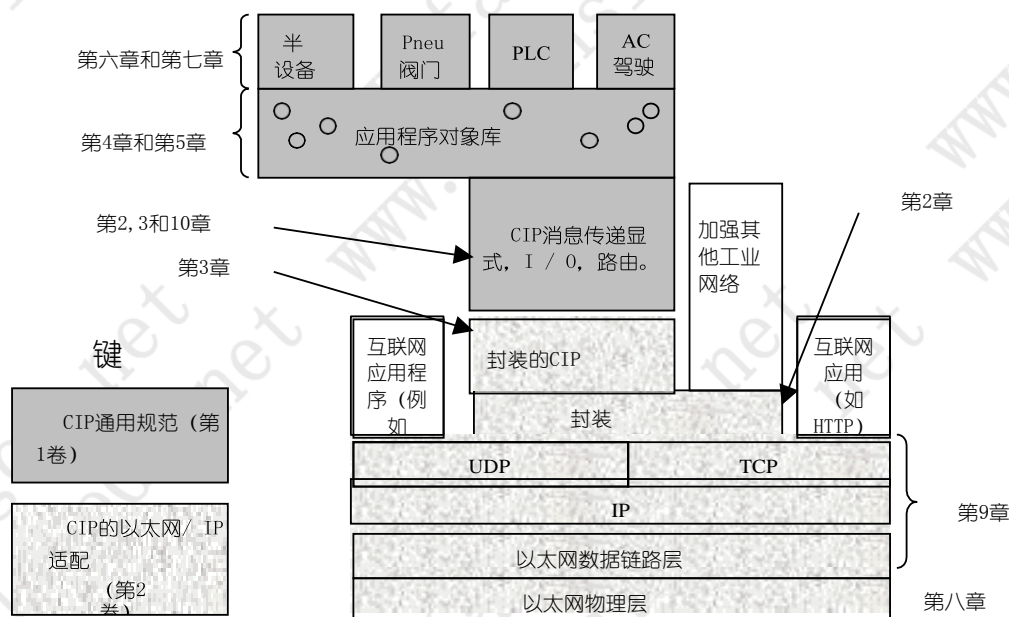 半
设备
Pneu
阀门
PLC
AC
驾驶
第六章和第七章
应用程序对象库
第4章和第5章
第2,3和10章
CIP消息传递显
式，I / O，路由。
加强其
他工业
网络
第2章
第3章
键
互联网
应用程
序（例
如
封装的CIP
互联网
应用
（如
HTTP）
CIP通用规范（第
1卷）
封装
UDP
TCP
IP
第9章
CIP的以太网/ IP
适配
（第2
卷）
以太网数据链路层
以太网物理层
第八章